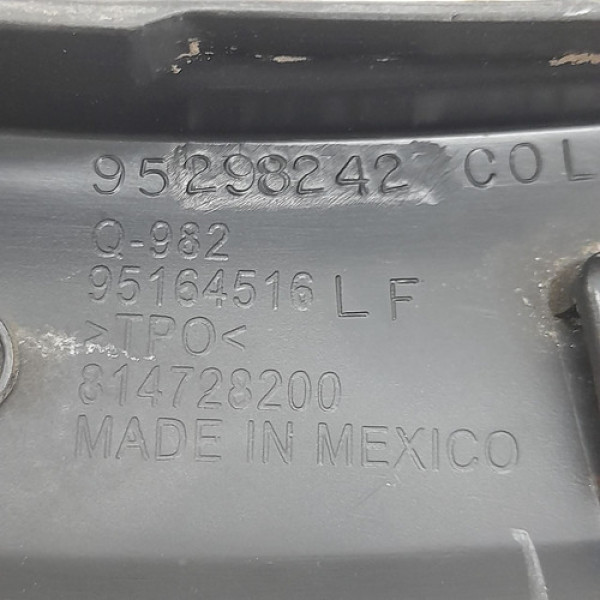 95298242 COL
Q-982
95164516 LF
>TPO<
814728200
MADE IN MEXICO